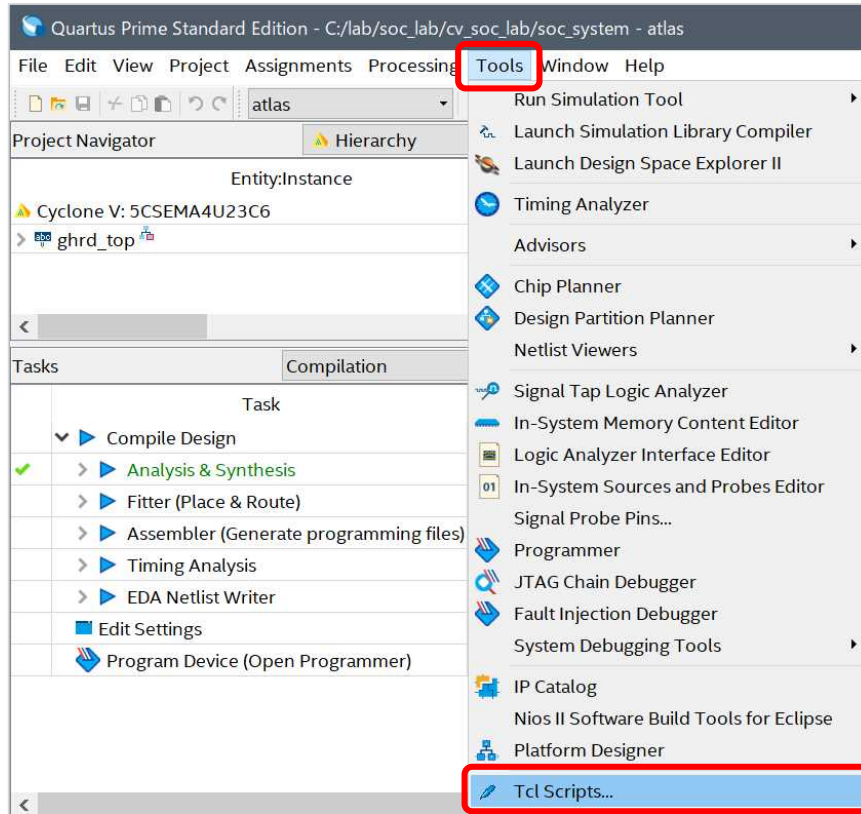 Quartus Prime Standard Edition - C:/lab/soc_lab/cv_soc_lab/soc_system - atlas
File Edit View Project Assignments Processing Tools Window Help
atlas
Project Navigator
Hierarchy
Entity:Instance
Cyclone V: 5CSEMA4U23C6
abc
ghrd_top
Tasks
Compilation
Task
Compile Design
Analysis & Synthesis
Fitter (Place & Route)
Assembler (Generate programming files)
Timing Analysis
EDA Netlist Writer
Edit Settings
Program Device (Open Programmer)
Run Simulation Tool
Launch Simulation Library Compiler
Launch Design Space Explorer II
Timing Analyzer
Advisors
Chip Planner
Design Partition Planner
Netlist Viewers
Signal Tap Logic Analyzer
In-System Memory Content Editor
Logic Analyzer Interface Editor
01
In-System Sources and Probes Editor
Signal Probe Pins...
Programmer
JTAG Chain Debugger
Fault Injection Debugger
System Debugging Tools
IP Catalog
Nios II Software Build Tools for Eclipse
Platform Designer
Tcl Scripts...